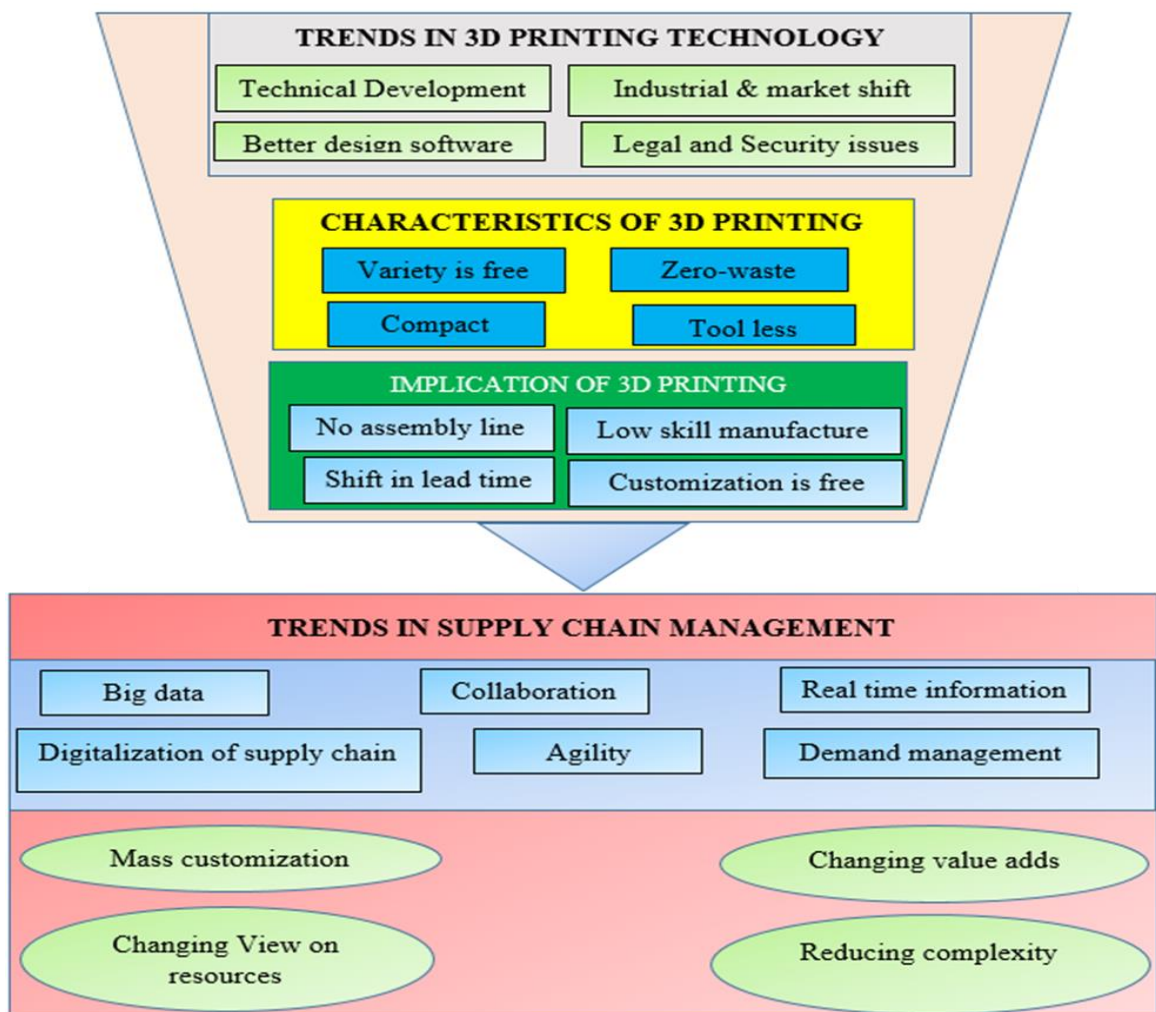 TRENDS IN 3D PRINTING TECHNOLOGY
Technical Development
Industrial & market shift
Better design software
Legal and Security issues
CHARACTERISTICS OF 3D PRINTING
Variety is free
Zero-waste
Compact
Tool less
IMPLICATION OF 3D PRINTING
No assembly line
Low skill manufacture
Shift in lead time
Customization is free
TRENDS IN SUPPLY CHAIN MANAGEMENT
Big data
Collaboration
Real time information
Digitalization of supply chain
Agility
Demand management
Mass customization
Changing value adds
Changing View on
resources
Reducing complexity